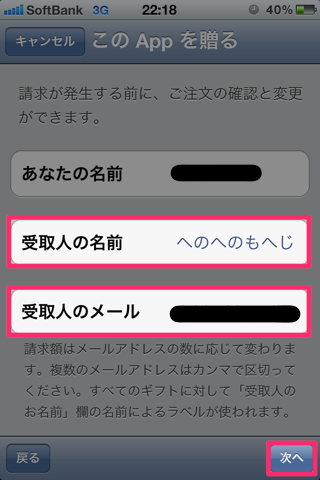 SoftBank 3G 22:18 40%
キャンセル この App を贈る
請求が発生する前に、ご注文の確認と変更
ができます。
あなたの名前
受取人の名前 へのへのもへじ
受取人のメール
請求額はメールアドレスの数に応じて変わりま
す。複数のメールアドレスはカンマで区切って
ください。すべてのギフトに対して「受取人の
お名前」欄の名前によるラベルが使われます。
戻る 次へ